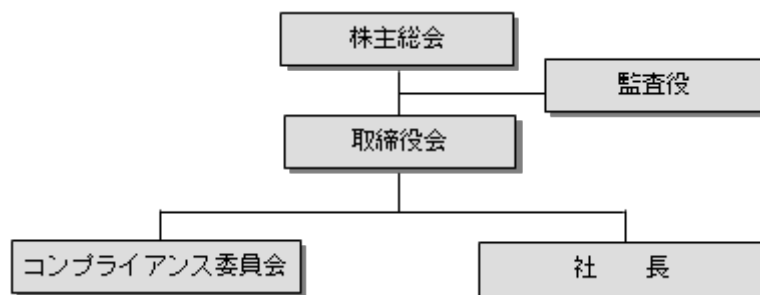 株主総会
監査役
取締役会
コンプライアンス委員会
社　　長